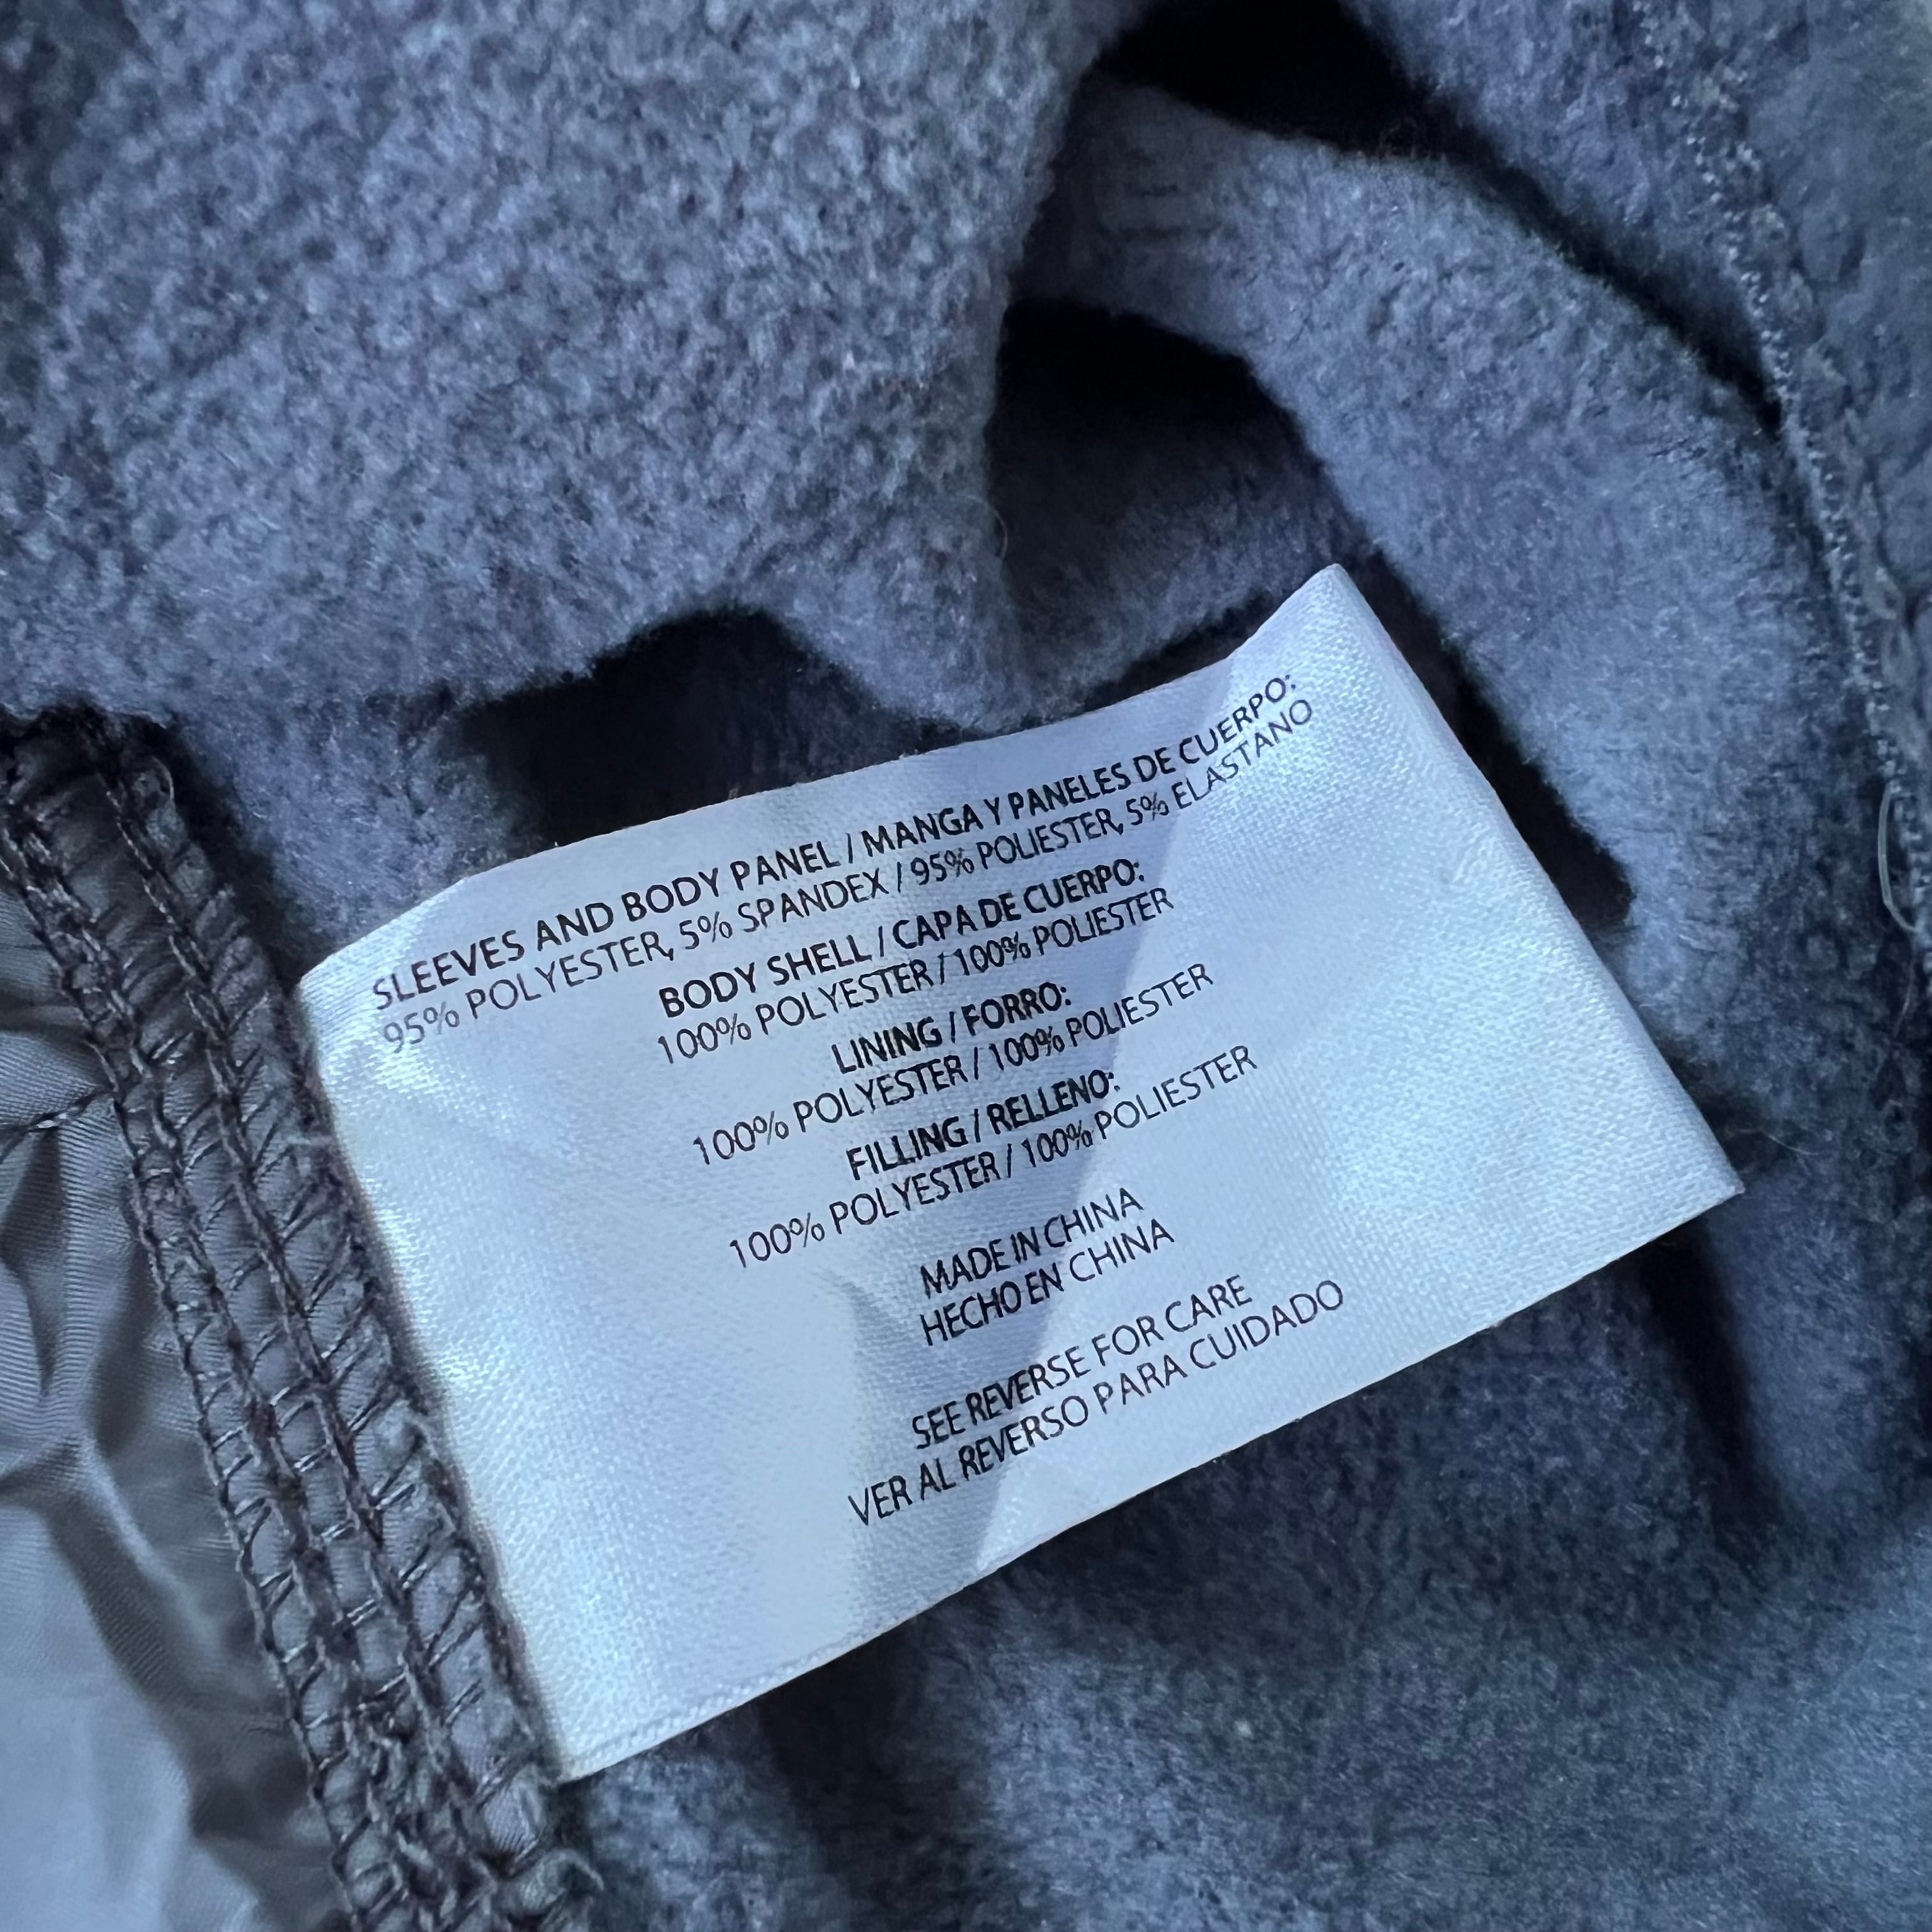 SLEEVES AND BODY PANEL / MANGA Y PANELES DE CUERPO:
95% POLYESTER, 5% SPANDEX / 95% POLIESTER, 5% ELASTANO
BODY SHELL / CAPA DE CUERPO:
100% POLYESTER / 100% POLIESTER
LINING / FORRO:
100% POLYESTER / 100% POLIESTER
FILLING / RELLENO:
100% POLYESTER / 100% POLIESTER
MADE IN CHINA
HECHO EN CHINA
SEE REVERSE FOR CARE
VER AL REVERSO PARA CUIDADO